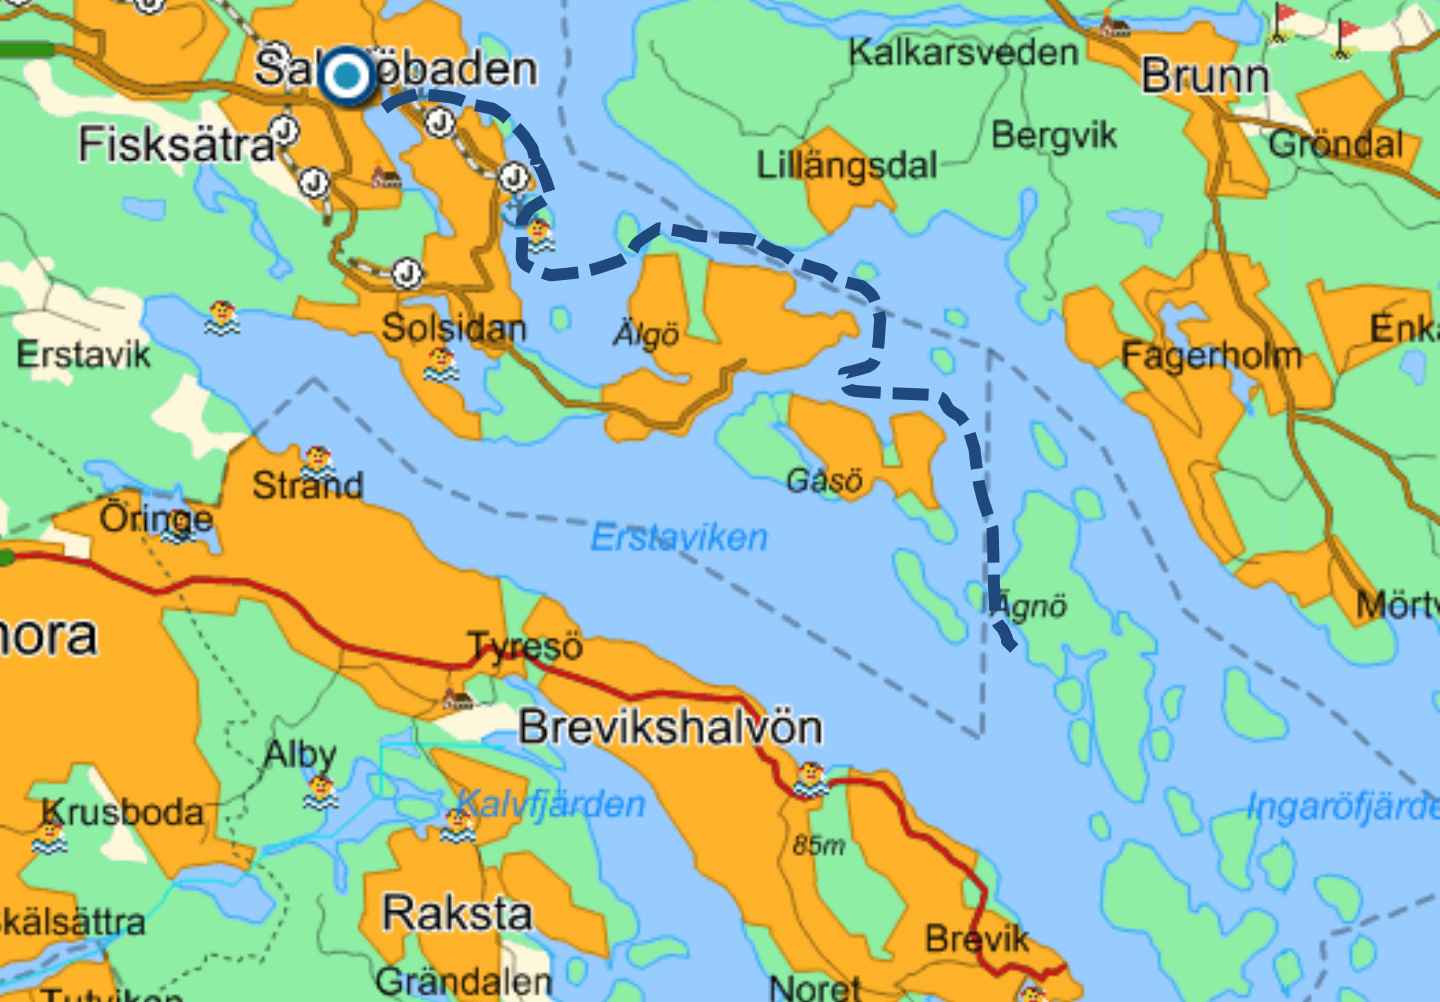 Kalkarsveden
Brunn
Fisksätra
J
J
J
J
J
Bergvik
Gröndal
Lillängsdal
Solsidan
Älgö
Erstavik
Fagerholm
Strand
Gåsö
Öringe
Erstaviken
Ägnö
Tyresö
Brevikshalvön
Alby
Krusboda
Kalvfjärden
85m
Raksta
Brevik
Grändalen
Noret